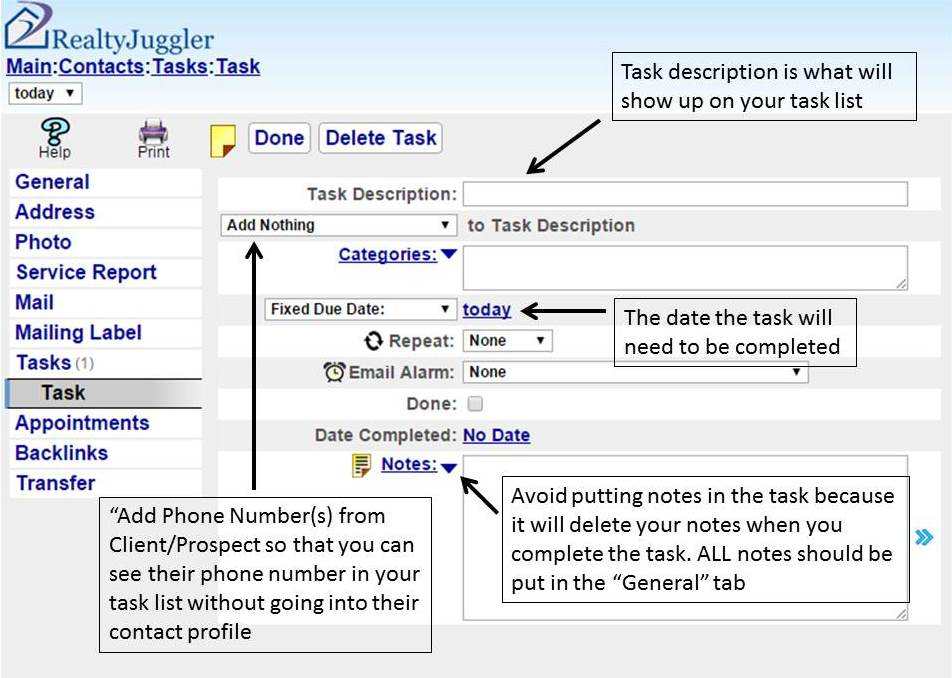 RealtyJuggler
Main:Contacts:Tasks:Task
today
Task description is what will
show up on your task list
Help
Print
Done
Delete Task
General
Address
Photo
Service Report
Mail
Mailing Label
Tasks (1)
Task
Appointments
Backlinks
Transfer
Task Description:
Add Nothing
to Task Description
Categories:
Fixed Due Date:
today
The date the task will
need to be completed
Repeat:
None
Email Alarm:
None
Done:
Date Completed:
No Date
Notes:
Avoid putting notes in the task because
it will delete your notes when you
complete the task. ALL notes should be
put in the “General” tab
“Add Phone Number(s) from
Client/Prospect so that you can
see their phone number in your
task list without going into their
contact profile